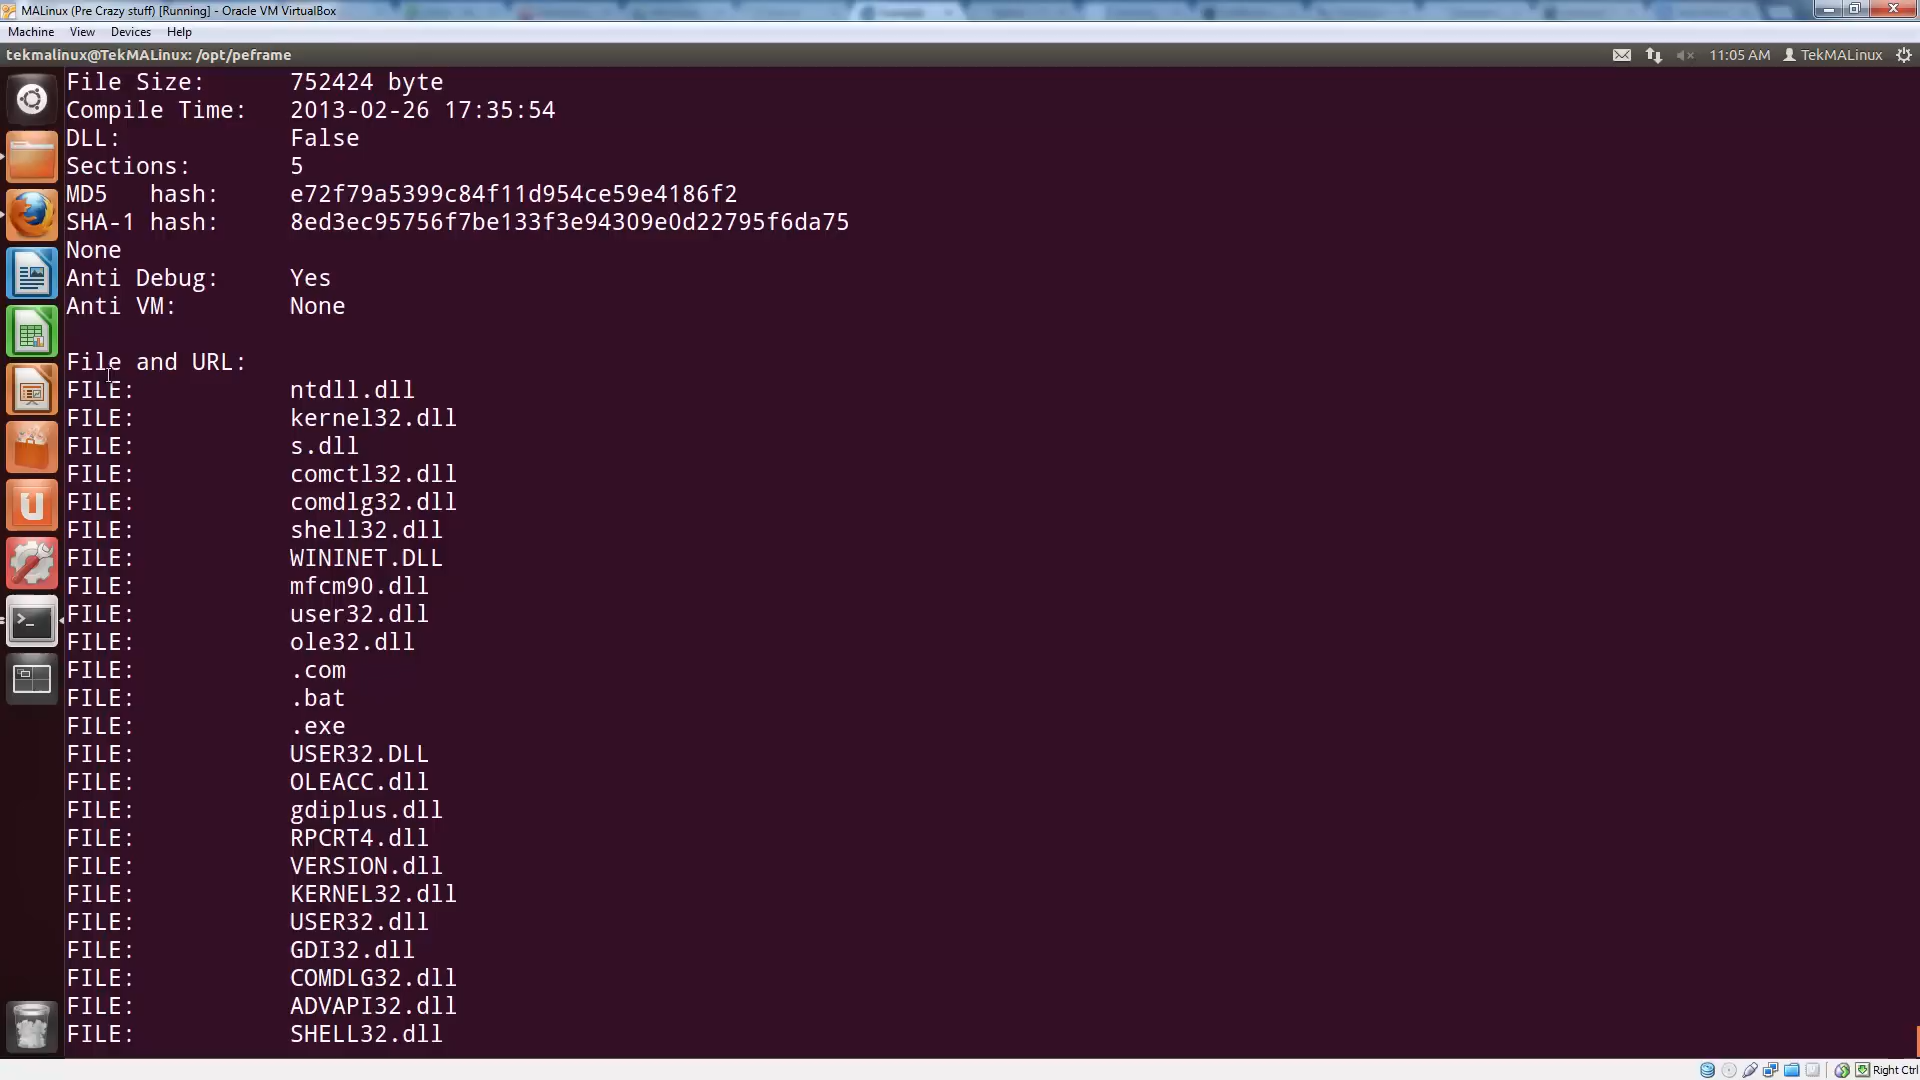 MALinux (Pre Crazy stuff) [Running] - Oracle VM VirtualBox
Machine View Devices Help
tekmalinux@TekMALinux: /opt/peframe 11:05 AM TekMALinux
File Size: 752424 byte
Compile Time: 2013-02-26 17:35:54
DLL: False
Sections: 5
MD5 hash: e72f79a5399c84f11d954ce59e4186f2
SHA-1 hash: 8ed3ec95756f7be133f3e94309e0d22795f6da75
None
Anti Debug: Yes
Anti VM: None
File and URL:
FILE: ntdll.dll
FILE: kernel32.dll
FILE: s.dll
FILE: comctl32.dll
FILE: comdlg32.dll
FILE: shell32.dll
FILE: WININET.DLL
FILE: mfcm90.dll
FILE: user32.dll
FILE: ole32.dll
FILE: .com
FILE: .bat
FILE: .exe
FILE: USER32.DLL
FILE: OLEACC.dll
FILE: gdiplus.dll
FILE: RPCRT4.dll
FILE: VERSION.dll
FILE: KERNEL32.dll
FILE: USER32.dll
FILE: GDI32.dll
FILE: COMDLG32.dll
FILE: ADVAPI32.dll
FILE: SHELL32.dll
Right Ctrl